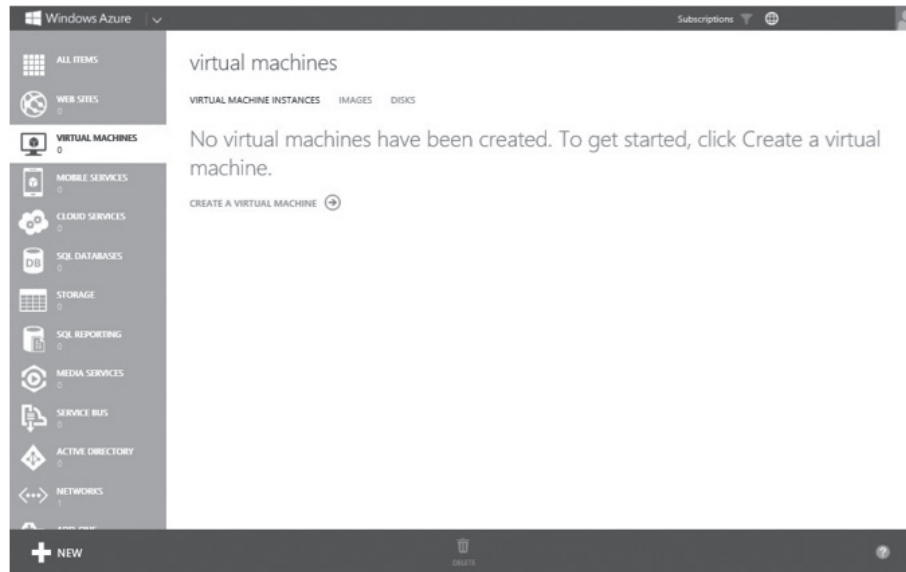 Windows Azure
Subscriptions
ALL ITEMS
WEB SITES
0
VIRTUAL MACHINES
0
MOBILE SERVICES
0
CLOUD SERVICES
0
SQL DATABASES
0
STORAGE
0
SQL REPORTING
0
MEDIA SERVICES
0
SERVICE BUS
0
ACTIVE DIRECTORY
0
NETWORKS
1
virtual machines
VIRTUAL MACHINE INSTANCES IMAGES DISKS
No virtual machines have been created. To get started, click Create a virtual
machine.
CREATE A VIRTUAL MACHINE
NEW
DELETE
?